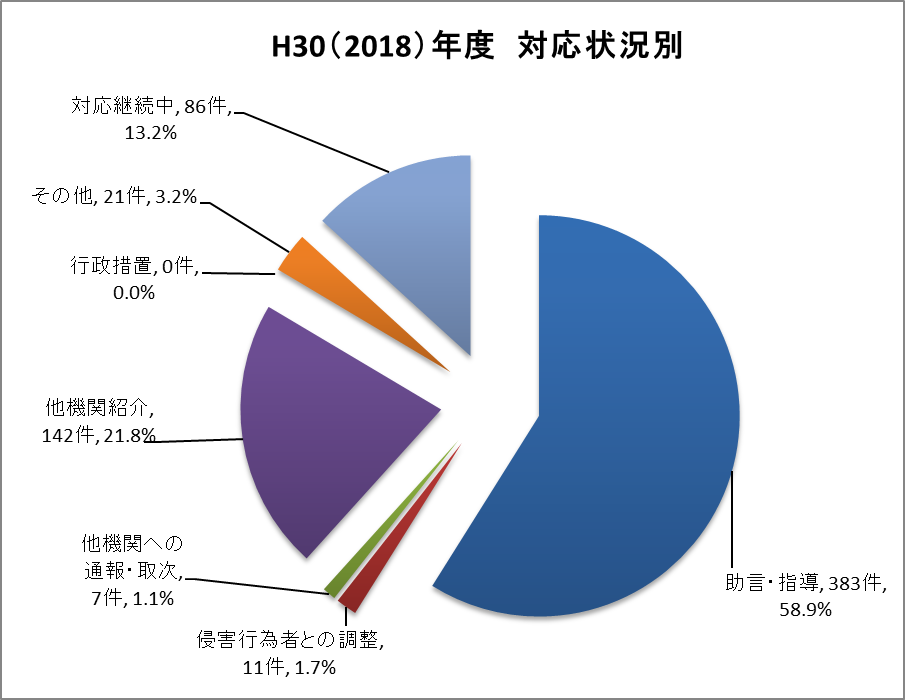 H30（2018）年度　対応状況別
対応継続中, 86件,
13.2%
その他, 21件, 3.2%
行政措置, 0件,
0.0%
他機関紹介,
142件, 21.8%
他機関への
通報・取次,
7件, 1.1%
侵害行為者との調整,
11件, 1.7%
助言・指導, 383件,
58.9%